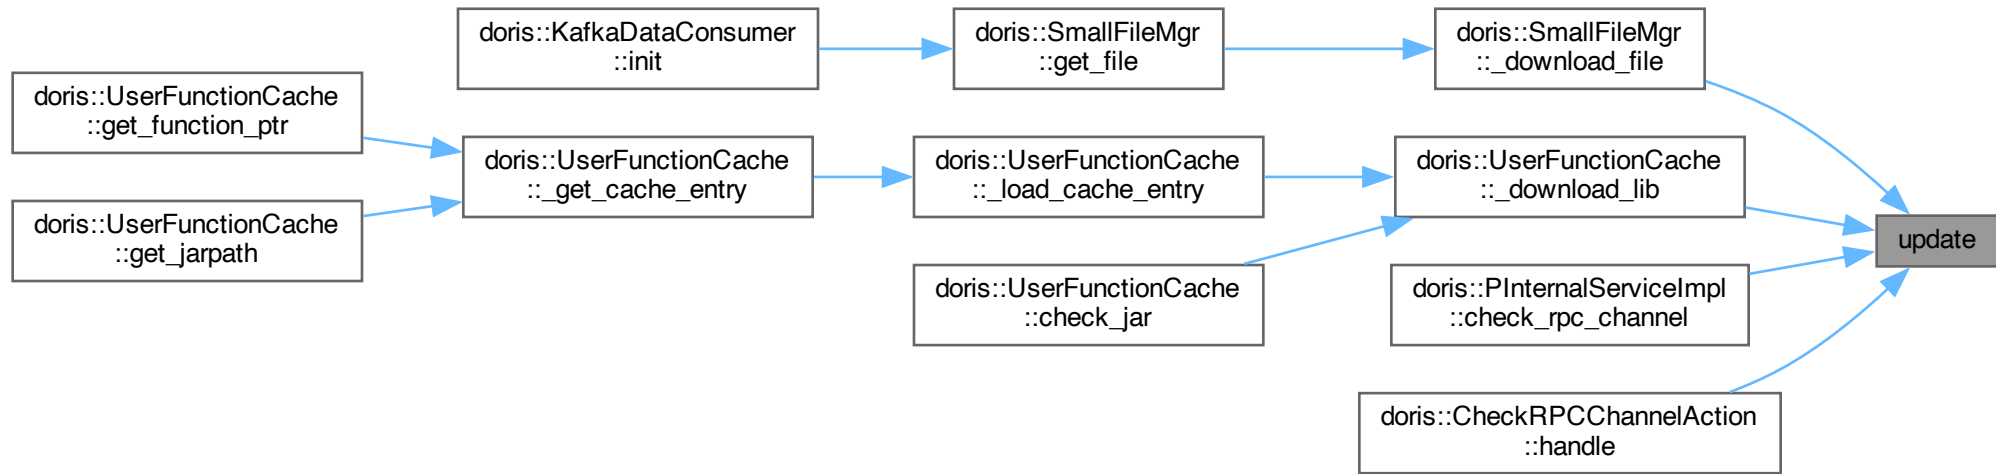 doris::KafkaDataConsumer
::init
doris::SmallFileMgr
::get_file
doris::SmallFileMgr
::_download_file
doris::UserFunctionCache
::get_function_ptr
doris::UserFunctionCache
::_get_cache_entry
doris::UserFunctionCache
::_load_cache_entry
doris::UserFunctionCache
::_download_lib
doris::UserFunctionCache
::get_jarpath
update
doris::UserFunctionCache
::check_jar
doris::PInternalServiceImpl
::check_rpc_channel
doris::CheckRPCChannelAction
::handle